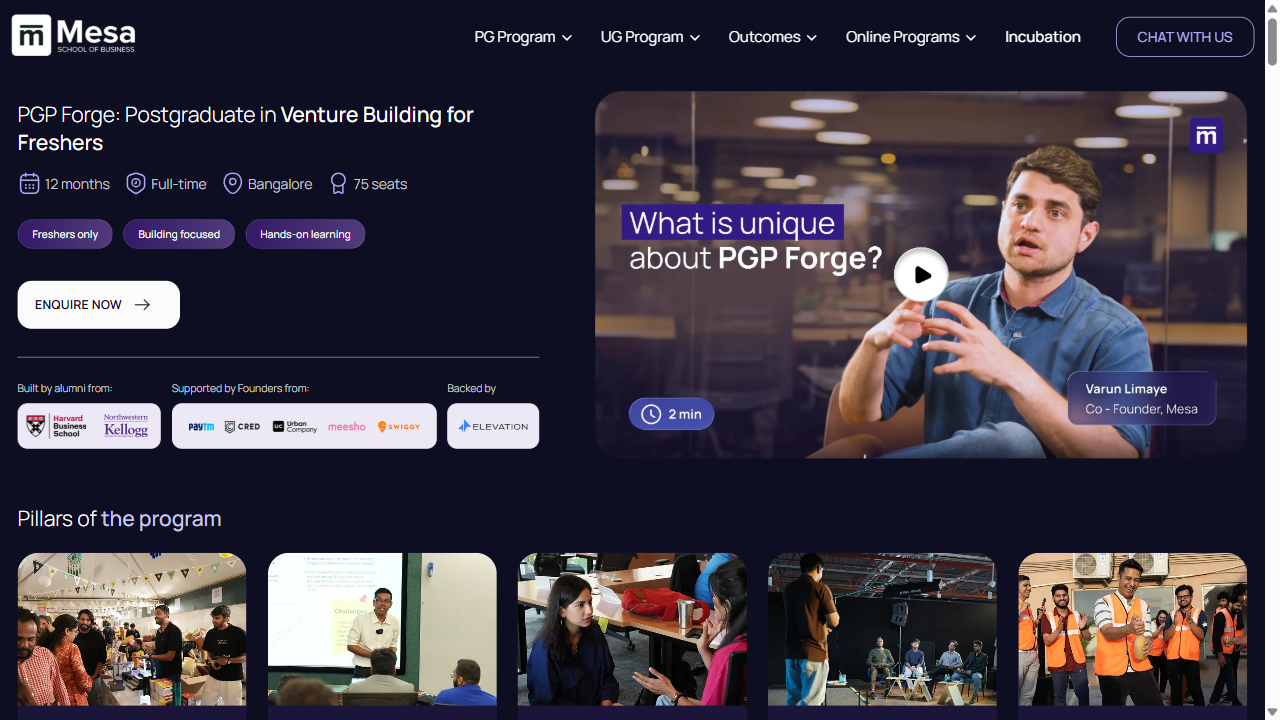 Mesa
SCHOOL OF BUSINESS
PG Program
UG Program
Outcomes
Online Programs
Incubation
CHAT WITH US
PGP Forge: Postgraduate in Venture Building for
Freshers
12 months
Full-time
Bangalore
75 seats
Freshers only
Building focused
Hands-on learning
ENQUIRE NOW
Built by alumni from:
Supported by Founders from:
Backed by
Harvard
Business
School
Northwestern
Kellogg
paytm
CRED
UC
Urban
Company
meesho
SWIGGY
ELEVATION
What is unique
about PGP Forge?
2 min
Varun Limaye
Co - Founder, Mesa
Pillars of the program
Challenges